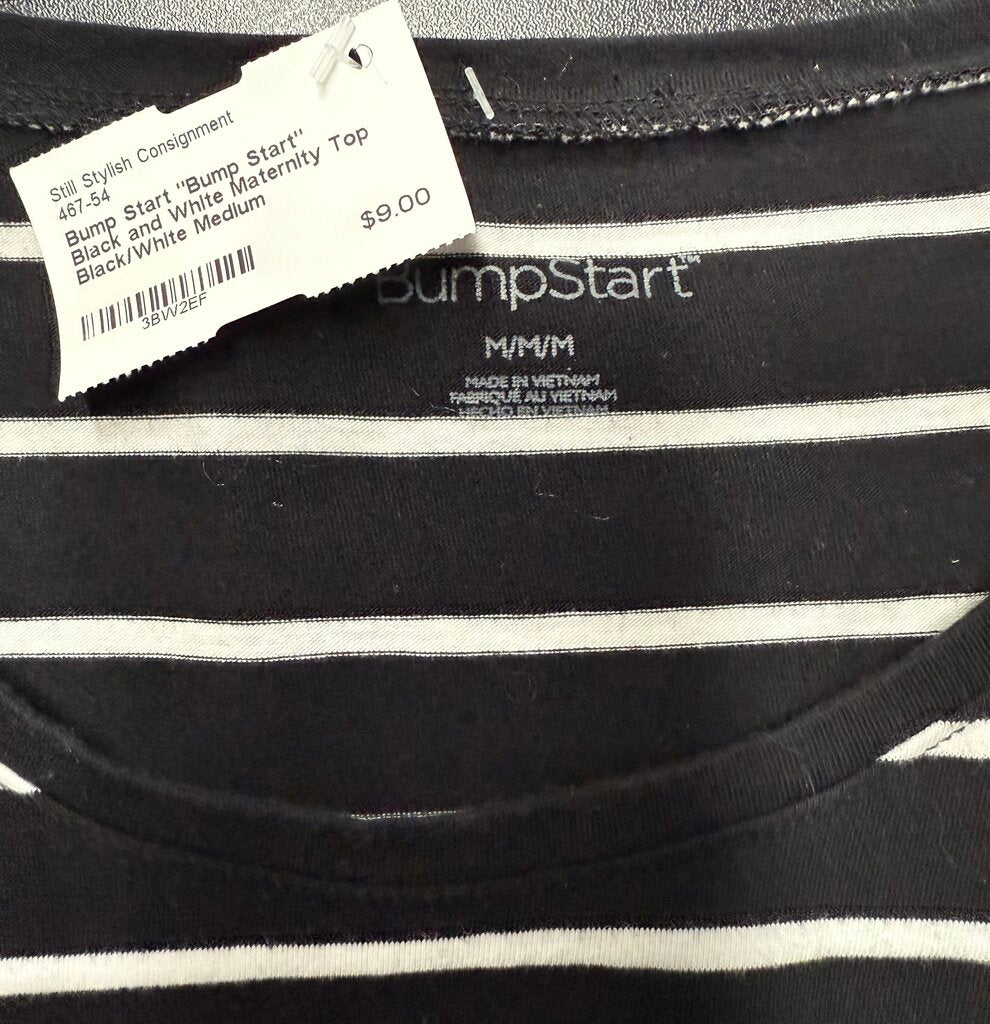 Still Stylish Consignment
467-54
Bump Start "Bump Start"
Black and White Maternity Top
Black/White Medium
$9.00
3BW2EF
BumpStart™
M/M/M
MADE IN VIETNAM
FABRIQUÉ AU VIETNAM
HECHO EN VIETNAM